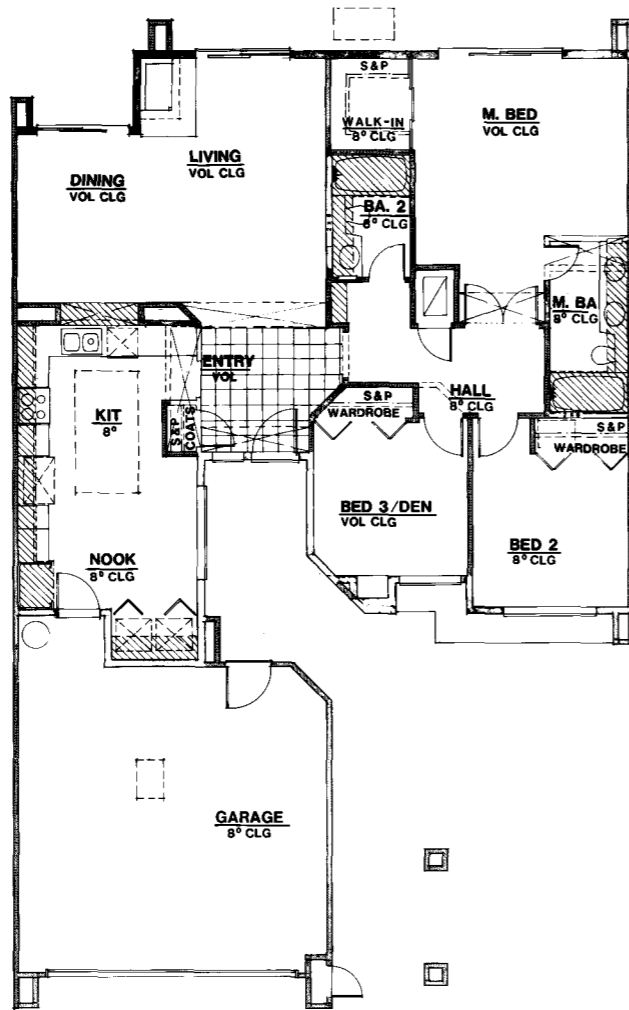 S&P
WALK-IN
8⁰ CLG
M. BED
VOL CLG
LIVING
VOL CLG
DINING
VOL CLG
BA. 2
8⁰ CLG
M. BA
8⁰ CLG
ENTRY
VOL
HALL
8⁰ CLG
KIT
8⁰
S&P
COATS
S&P
WARDROBE
S&P
WARDROBE
BED 3/DEN
VOL CLG
BED 2
8⁰ CLG
NOOK
8⁰ CLG
GARAGE
8⁰ CLG